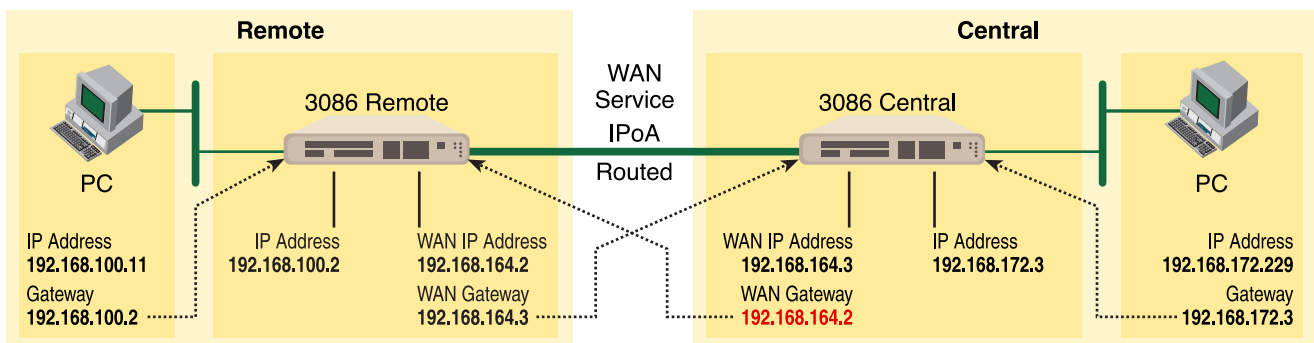 Remote
PC
IP Address
192.168.100.11
Gateway
192.168.100.2
3086 Remote
IP Address
192.168.100.2
WAN IP Address
192.168.164.2
WAN Gateway
192.168.164.3
WAN
Service
IPoA
Routed
Central
3086 Central
WAN IP Address
192.168.164.3
WAN Gateway
192.168.164.2
IP Address
192.168.172.3
PC
IP Address
192.168.172.229
Gateway
192.168.172.3